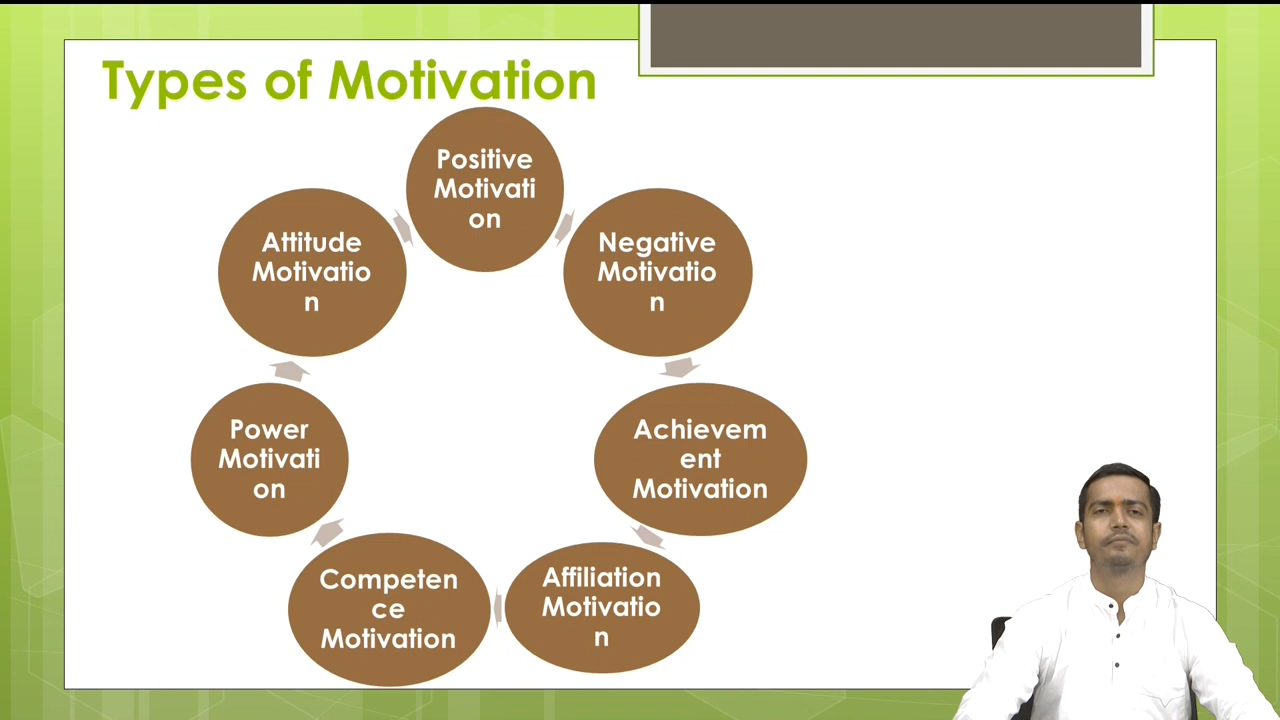 Types of Motivation
Positive
Motivati
on
Negative
Motivatio
n
Achievem
ent
Motivation
Affiliation
Motivatio
n
Competen
ce
Motivation
Power
Motivati
on
Attitude
Motivatio
n